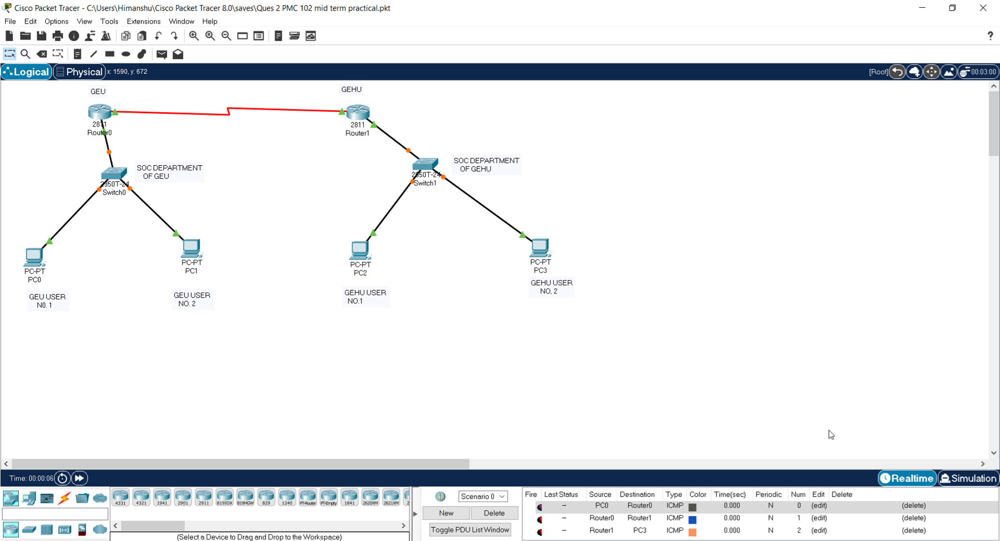 Cisco Packet Tracer - C:\Users\Himanshu\Cisco Packet Tracer 8.0\saves\Ques 2 PMC 102 mid term practical.pkt
File Edit Options View Tools Extensions Window Help
?
Logical Physical x: 1590, y: 672 [Root] 00:03:00
GEU
GEHU
2811
Router0
2811
Router1
SOC DEPARTMENT
OF GEU
2950T-24
Switch0
SOC DEPARTMENT
OF GEHU
2950T-24
Switch1
PC-PT
PC0
PC-PT
PC1
PC-PT
PC2
PC-PT
PC3
GEU USER
N0. 1
GEU USER
NO. 2
GEHU USER
NO.1
GEHU USER
NO, 2
Time: 00:00:06 Realtime Simulation
4331 4321 1941 2901 2911 819IOX 819HGW 829 1240 PT-Router PT-Empty 1841 2620XM 2621XM 2
(Select a Device to Drag and Drop to the Workspace)
Scenario 0
New Delete
Toggle PDU List Window
Fire Last Status Source Destination Type Color Time(sec) Periodic Num Edit Delete
-- PC0 Router0 ICMP 0.000 N 0 (edit) (delete)
-- Router0 Router1 ICMP 0.000 N 1 (edit) (delete)
-- Router1 PC3 ICMP 0.000 N 2 (edit) (delete)